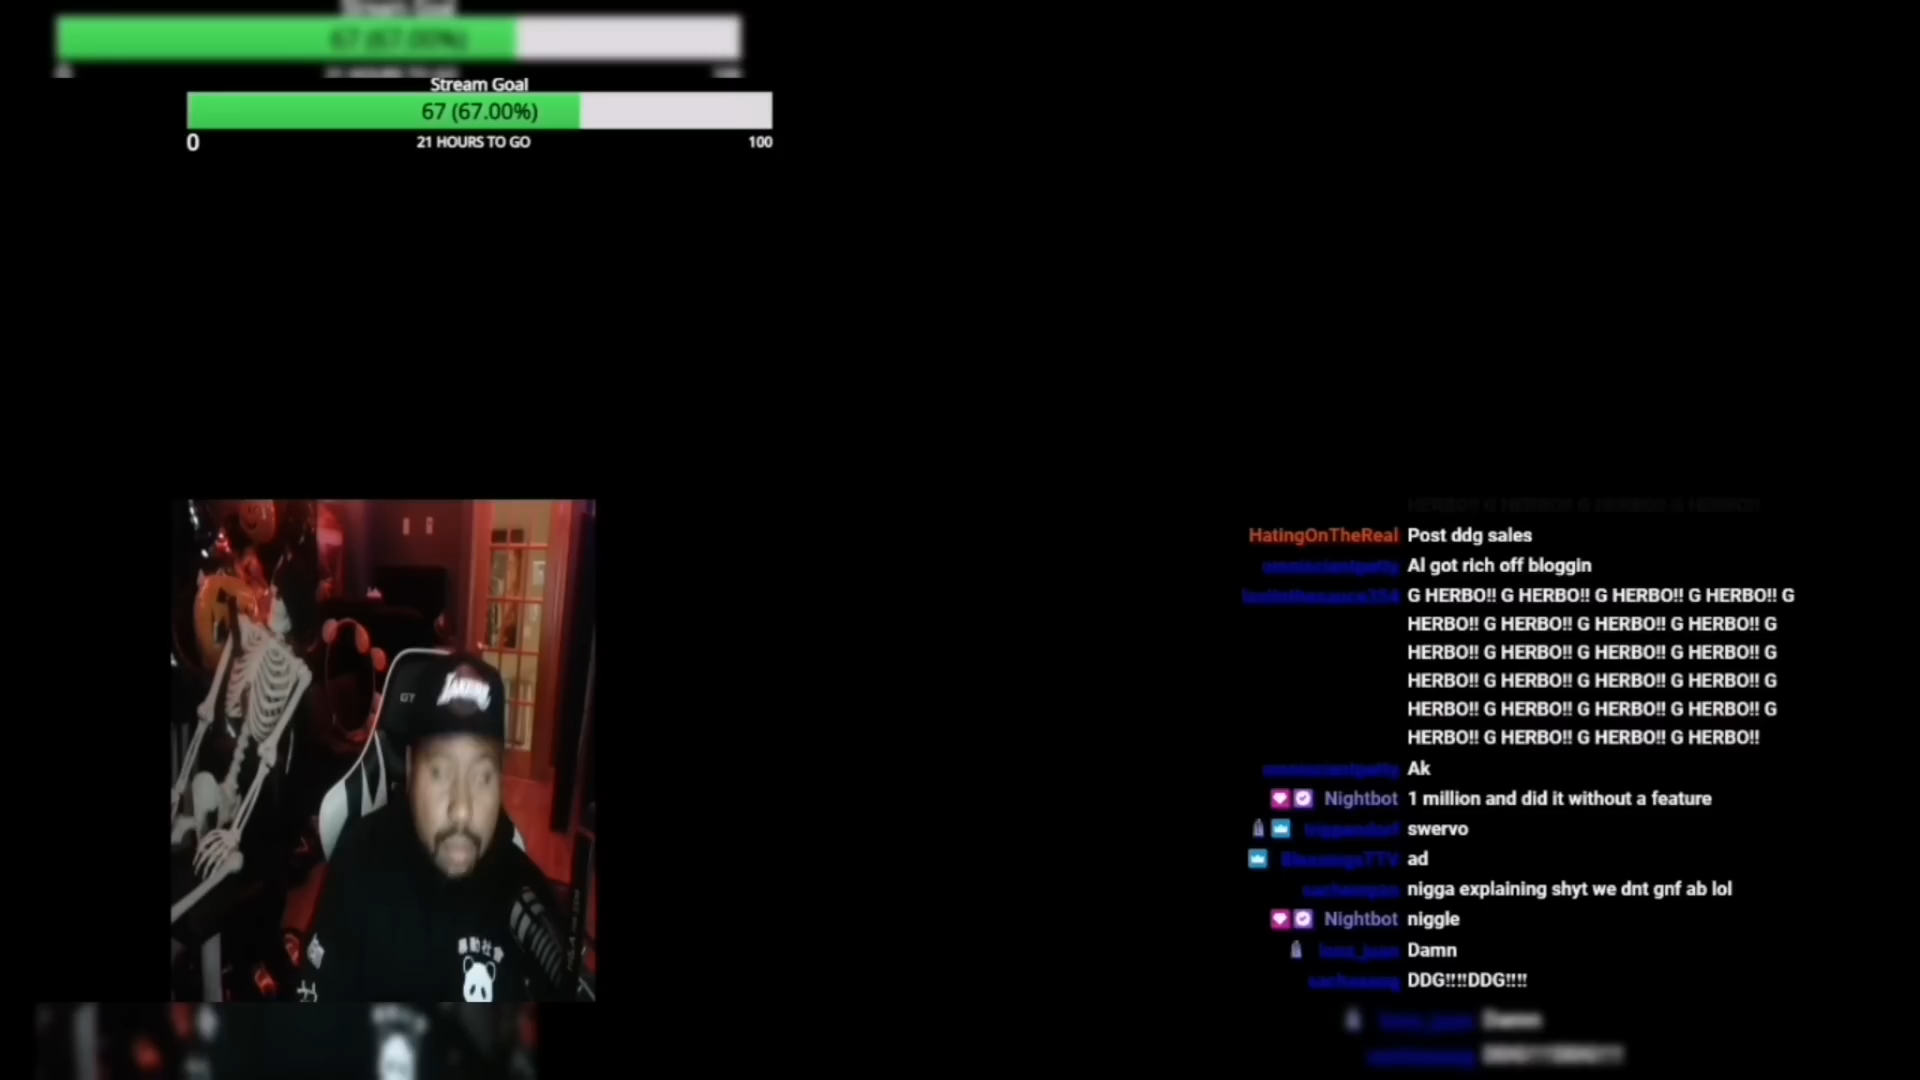 Stream Goal
67 (67.00%)
0
21 HOURS TO GO
100
HatingOnTheReal Post ddg sales
Al got rich off bloggin
G HERBO!! G HERBO!! G HERBO!! G HERBO!! G
HERBO!! G HERBO!! G HERBO!! G HERBO!! G
HERBO!! G HERBO!! G HERBO!! G HERBO!! G
HERBO!! G HERBO!! G HERBO!! G HERBO!! G
HERBO!! G HERBO!! G HERBO!! G HERBO!! G
HERBO!! G HERBO!! G HERBO!! G HERBO!!
Ak
Nightbot 1 million and did it without a feature
swervo
ad
nigga explaining shyt we dnt gnf ab lol
Nightbot niggle
Damn
DDG!!!!DDG!!!!
GT
LAKERS